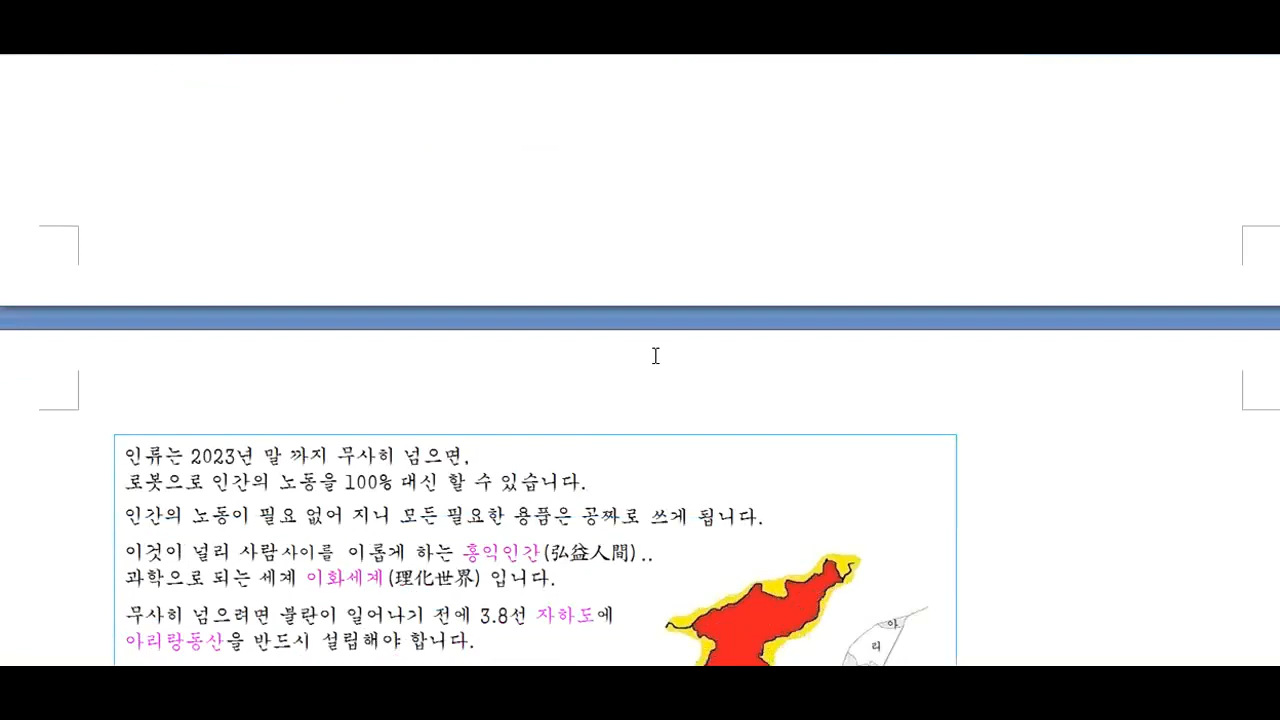 인류는 2023년 말 까지 무사히 넘으면,
로봇으로 인간의 노동을 100% 대신 할 수 있습니다.
인간의 노동이 필요 없어 지니 모든 필요한 용품은 공짜로 쓰게 됩니다.
이것이 널리 사람사이를 이롭게 하는 홍익인간(弘益人間)..
과학으로 되는 세계 이화세계(理化世界) 입니다.
무사히 넘으려면 불란이 일어나기 전에 3.8선 자하도에
아리랑동산을 반드시 설립해야 합니다.
아
리